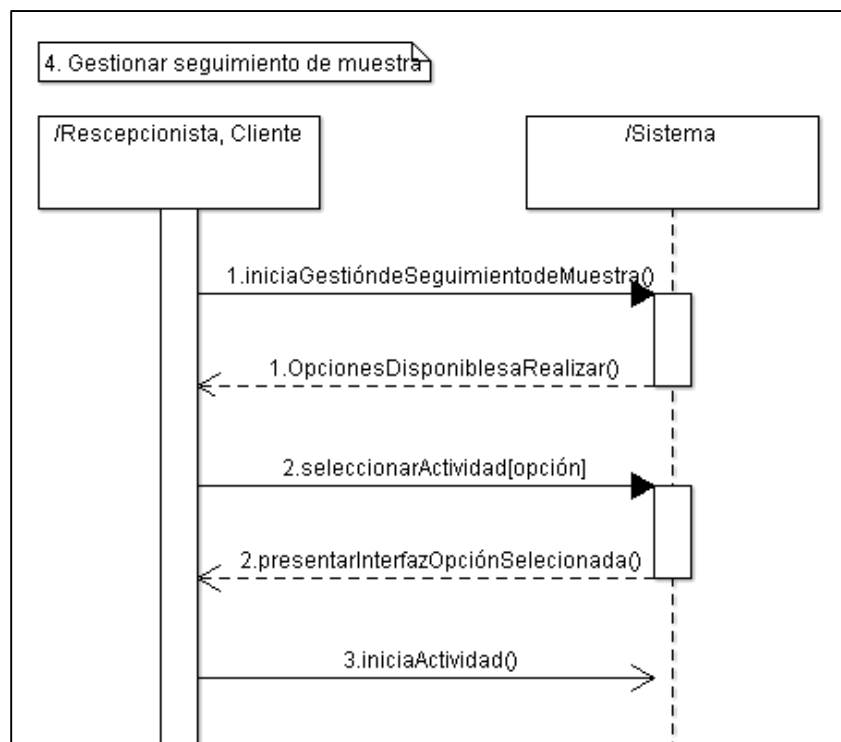 4. Gestionar seguimiento de muestra
/Rescepcionista, Cliente
/Sistema
1.iniciaGestióndeSeguimientodeMuestra()
1.OpcionesDisponiblesaRealizar()
2.seleccionarActividad[opción]
2.presentarInterfazOpciónSelecionada()
3.iniciaActividad()